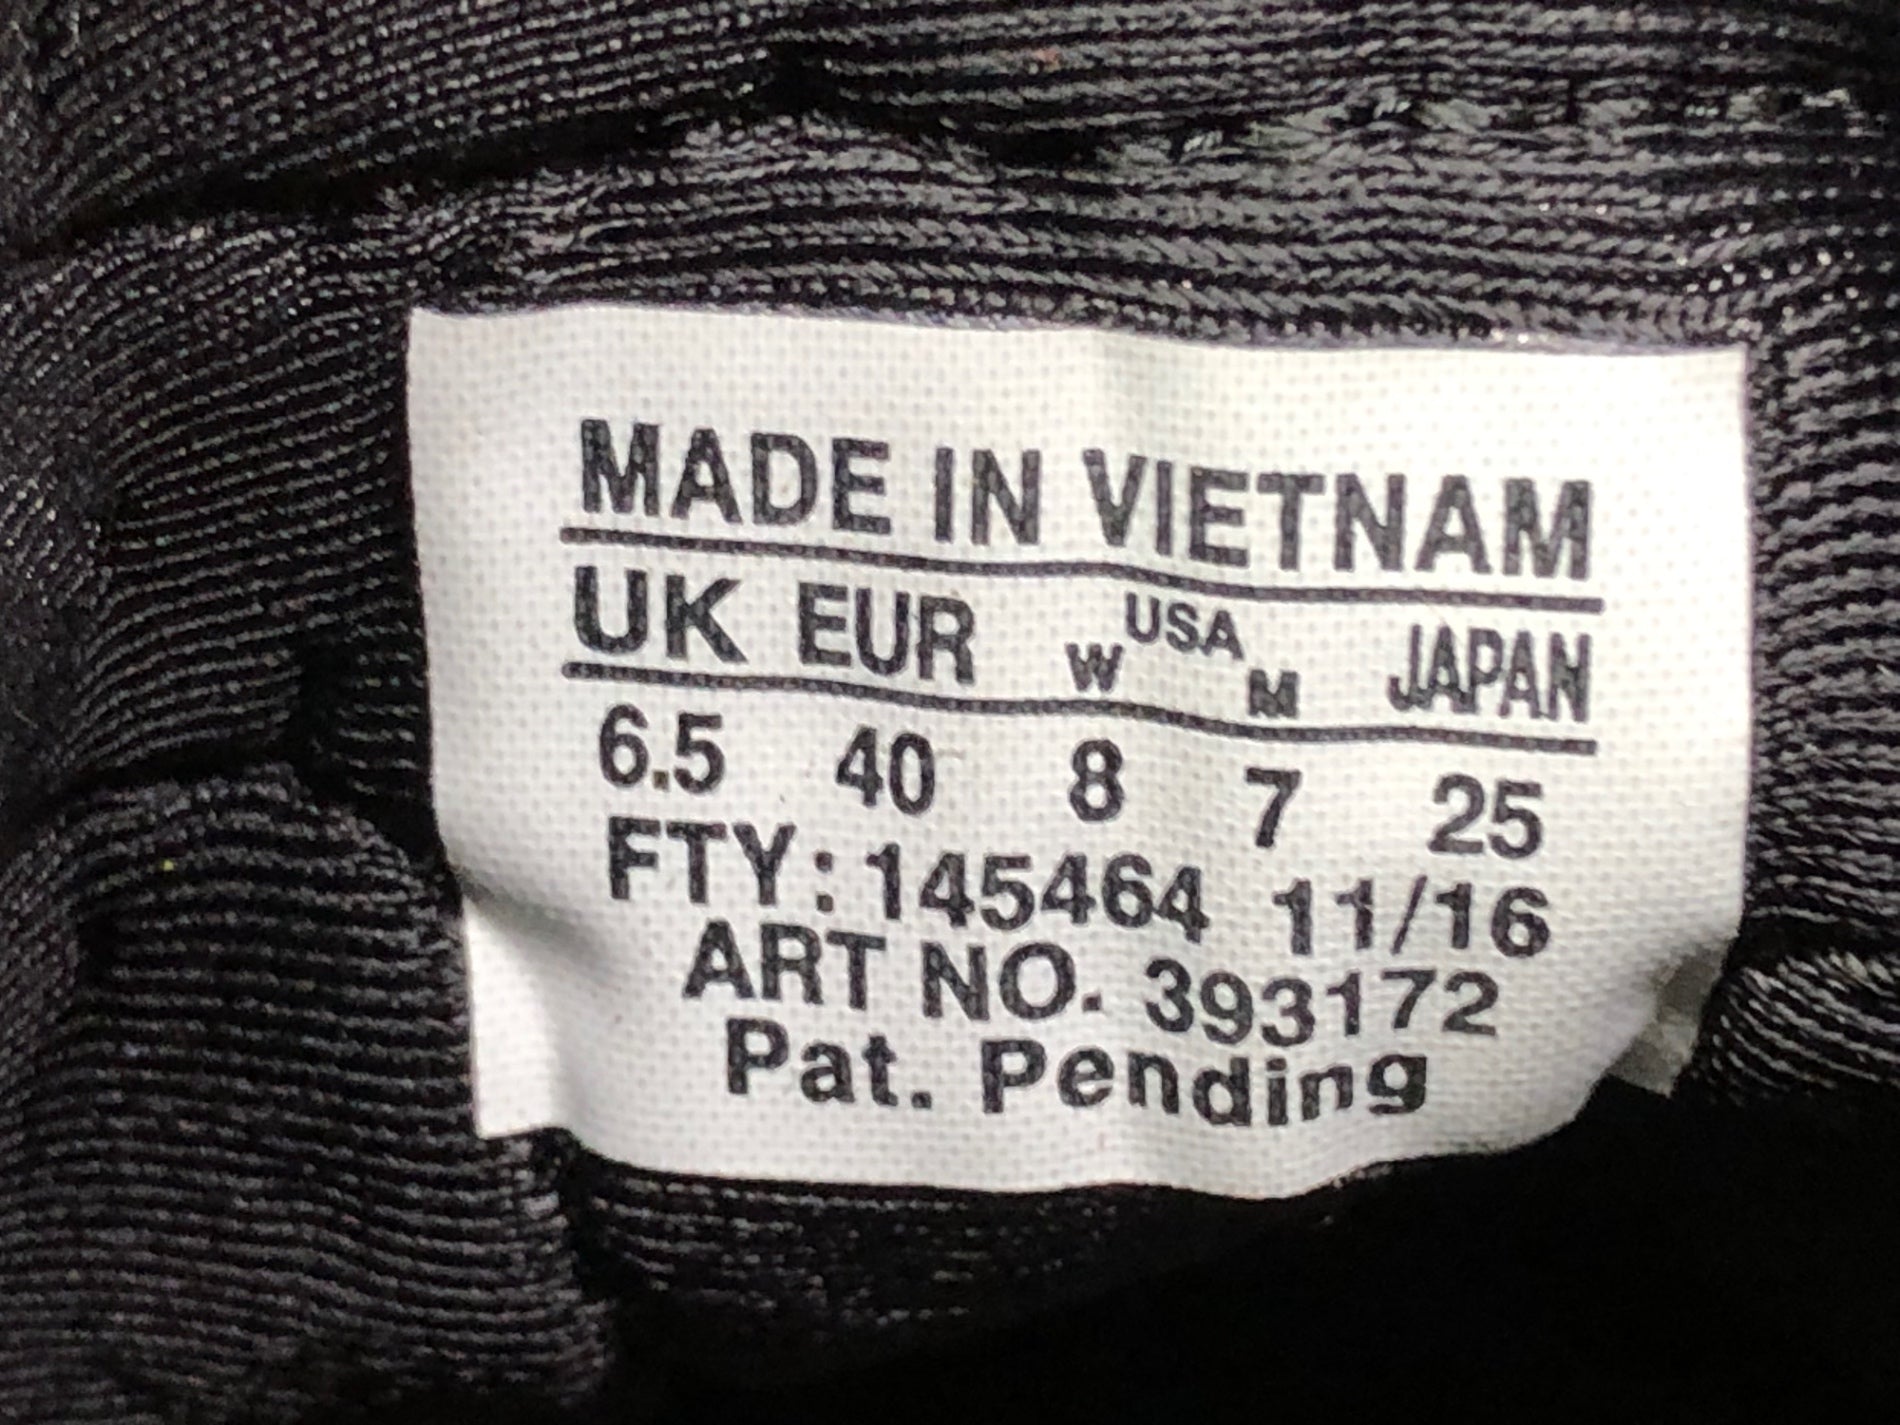 MADE IN VIETNAM
UK EUR W USA M JAPAN
6.5 40 8 7 25
FTY: 145464 11/16
ART NO. 393172
Pat. Pending